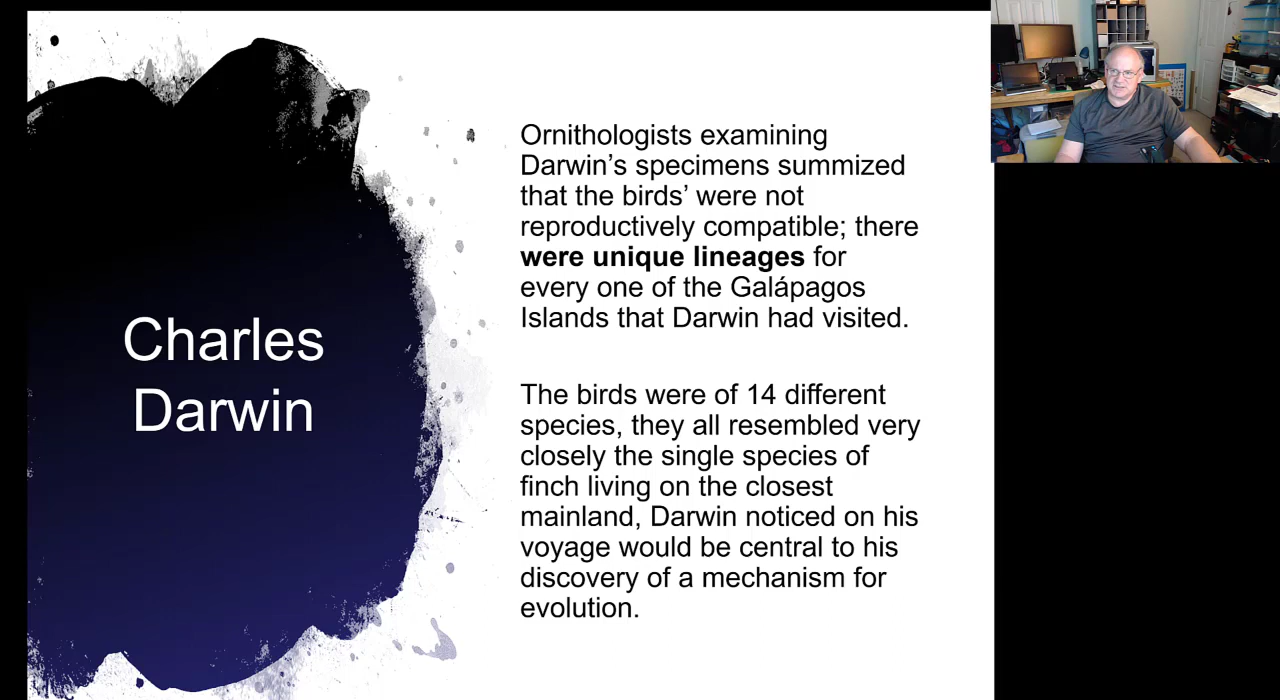 Charles
Darwin
Ornithologists examining
Darwin’s specimens summized
that the birds’ were not
reproductively compatible; there
were unique lineages for
every one of the Galápagos
Islands that Darwin had visited.
The birds were of 14 different
species, they all resembled very
closely the single species of
finch living on the closest
mainland, Darwin noticed on his
voyage would be central to his
discovery of a mechanism for
evolution.